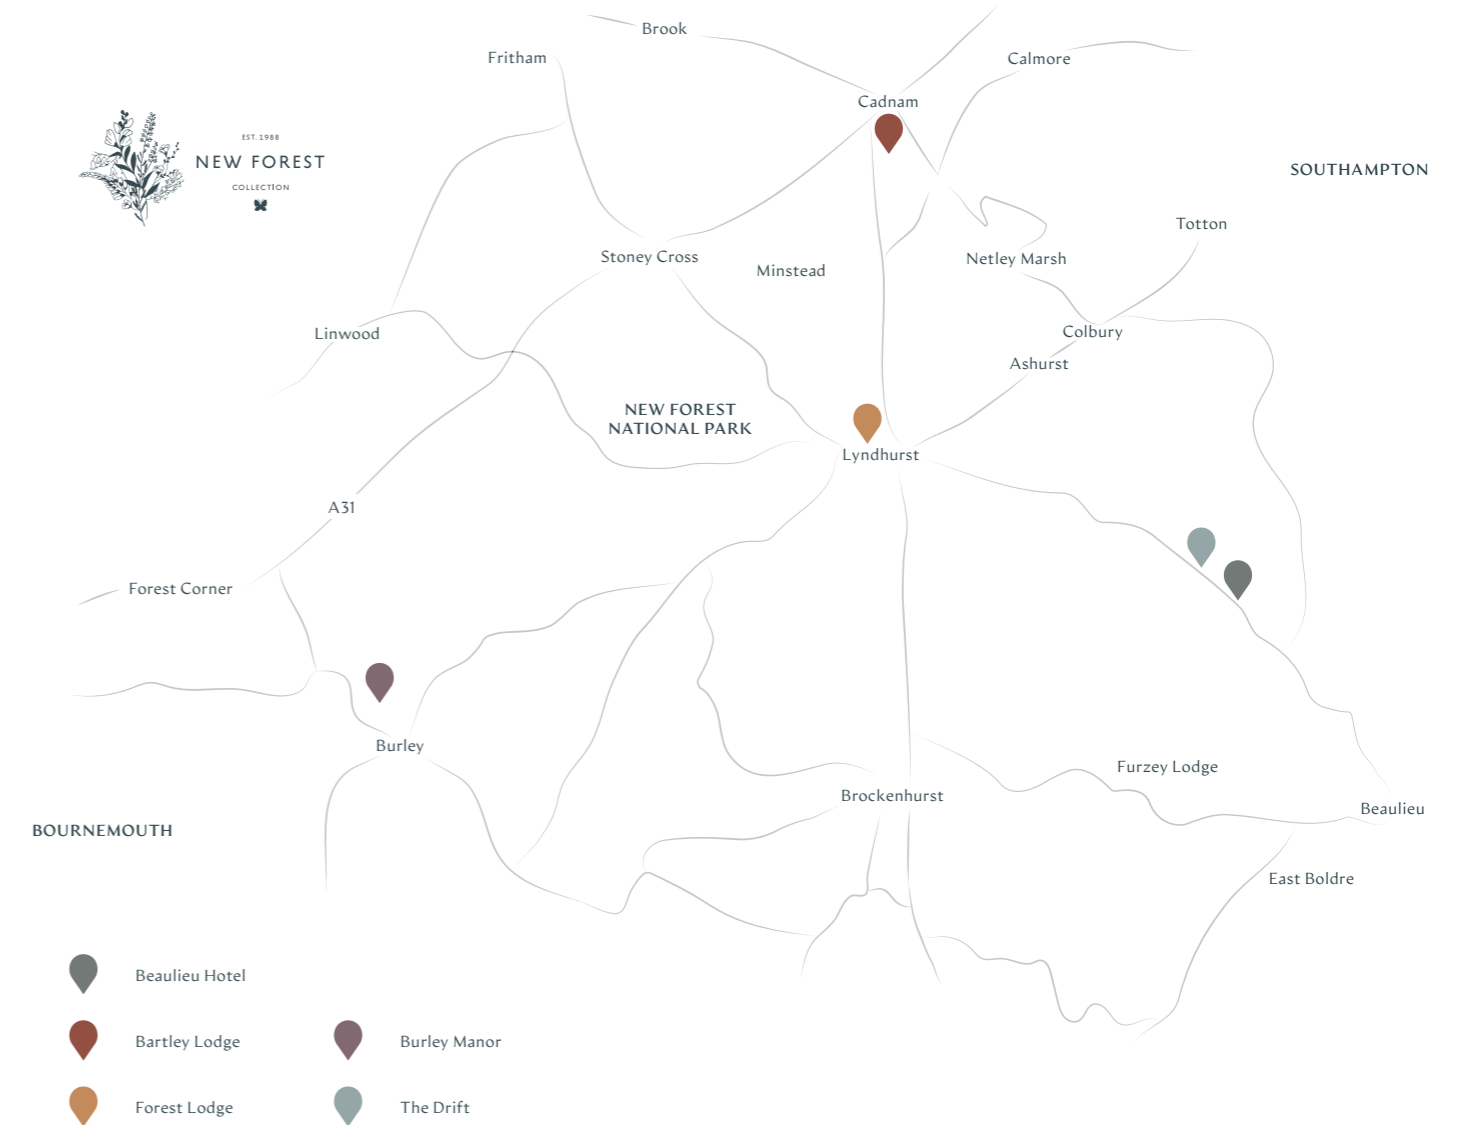 Brook
Fritham
Calmore
Cadnam
EST. 1988
NEW FOREST
COLLECTION
SOUTHAMPTON
Totton
Stoney Cross
Minstead
Netley Marsh
Linwood
Colbury
Ashurst
NEW FOREST
NATIONAL PARK
Lyndhurst
A31
Forest Corner
Burley
Furzey Lodge
Brockenhurst
Beaulieu
BOURNEMOUTH
East Boldre
Beaulieu Hotel
Bartley Lodge
Burley Manor
Forest Lodge
The Drift